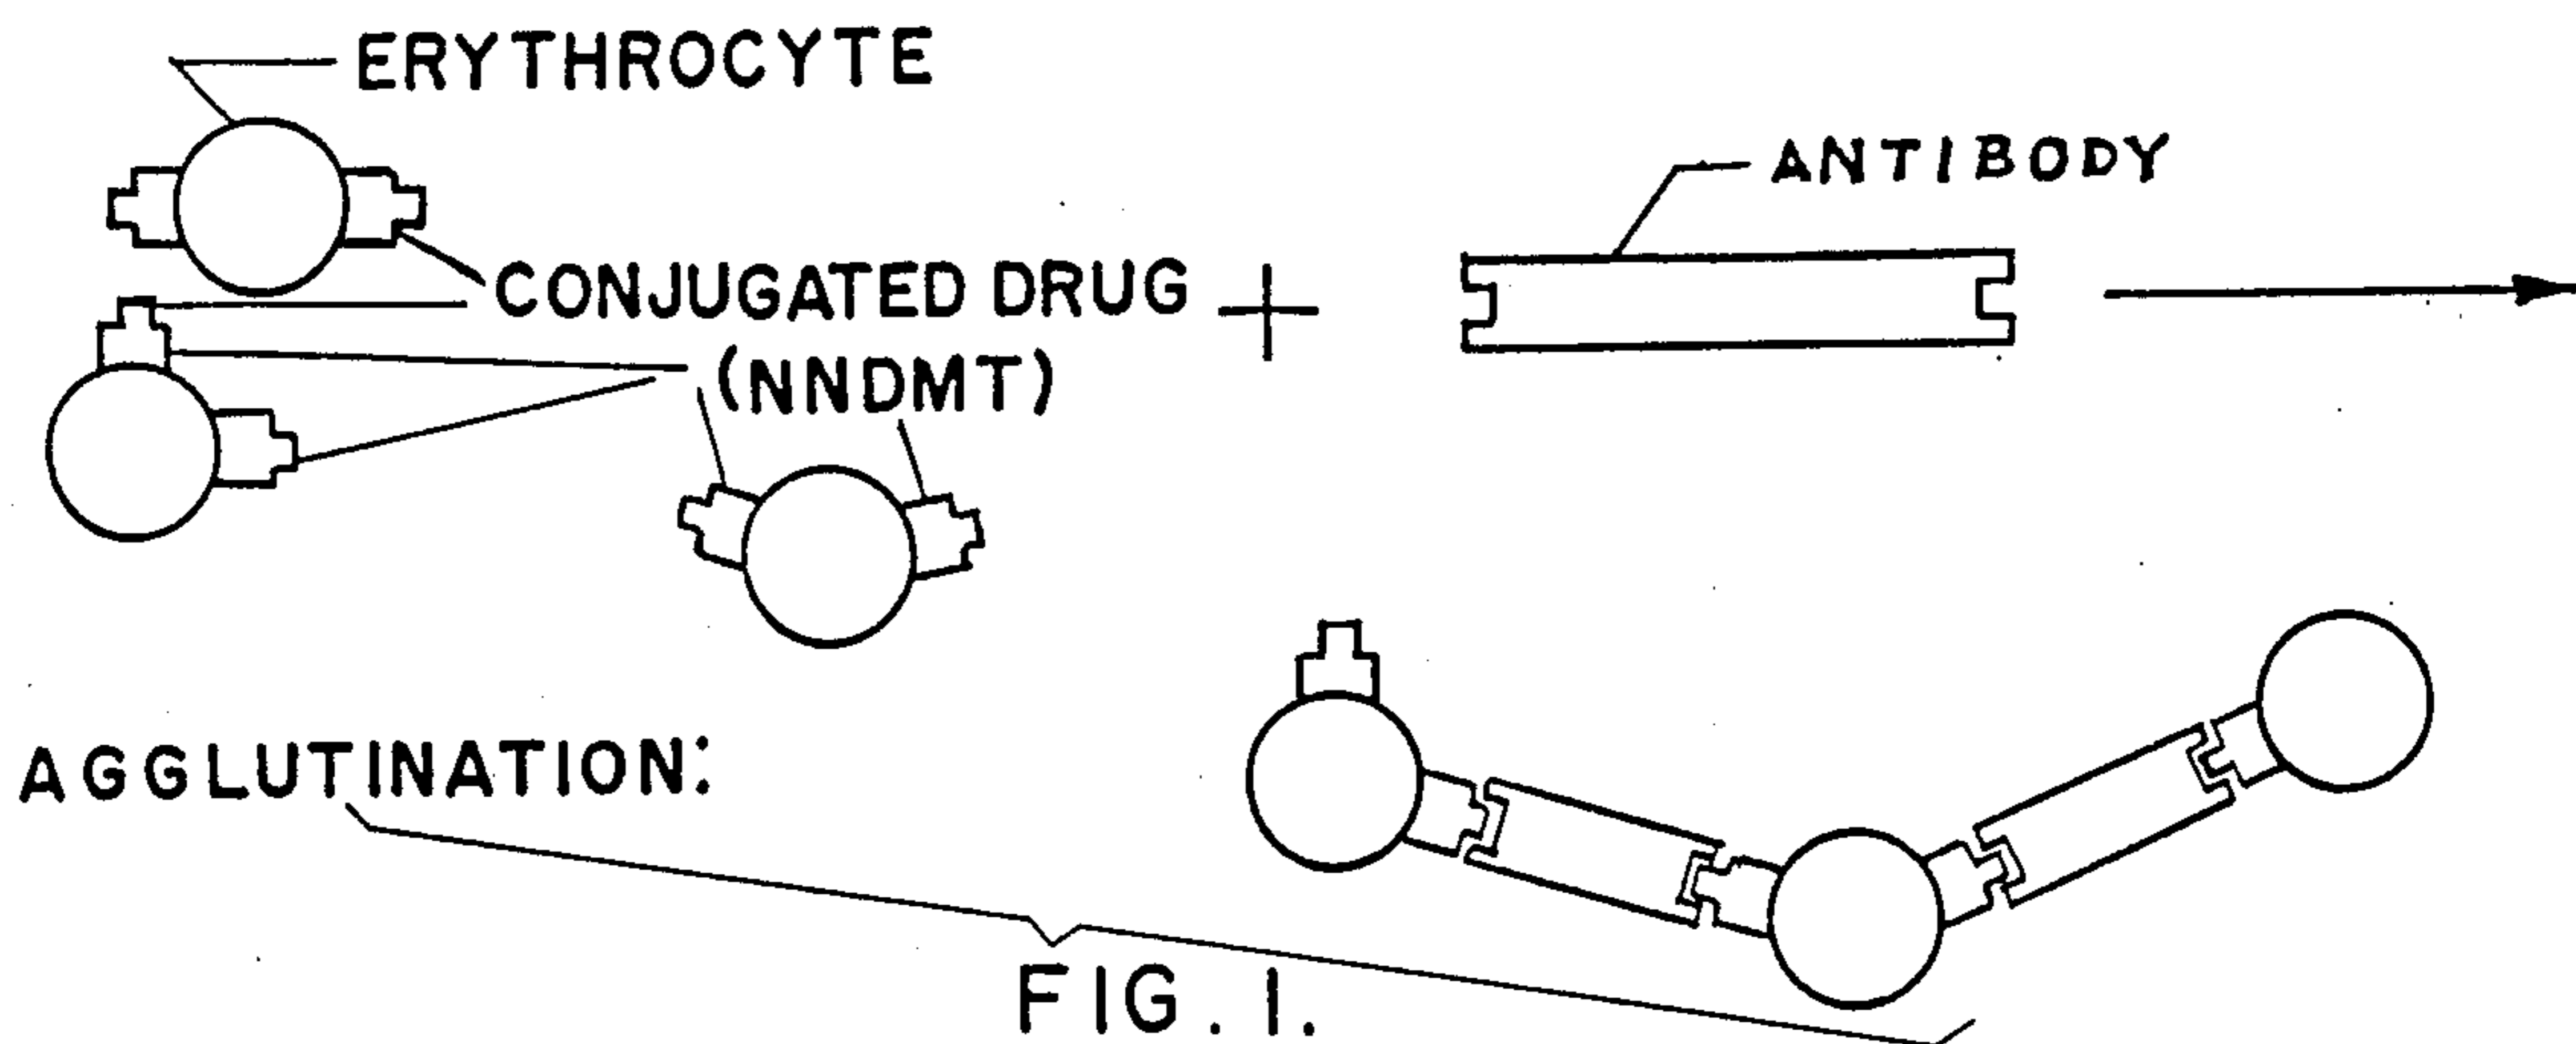 ERYTHROCYTE
ANTIBODY
CONJUGATED DRUG
(NNDMT)
+
AGGLUTINATION:
FIG. 1.